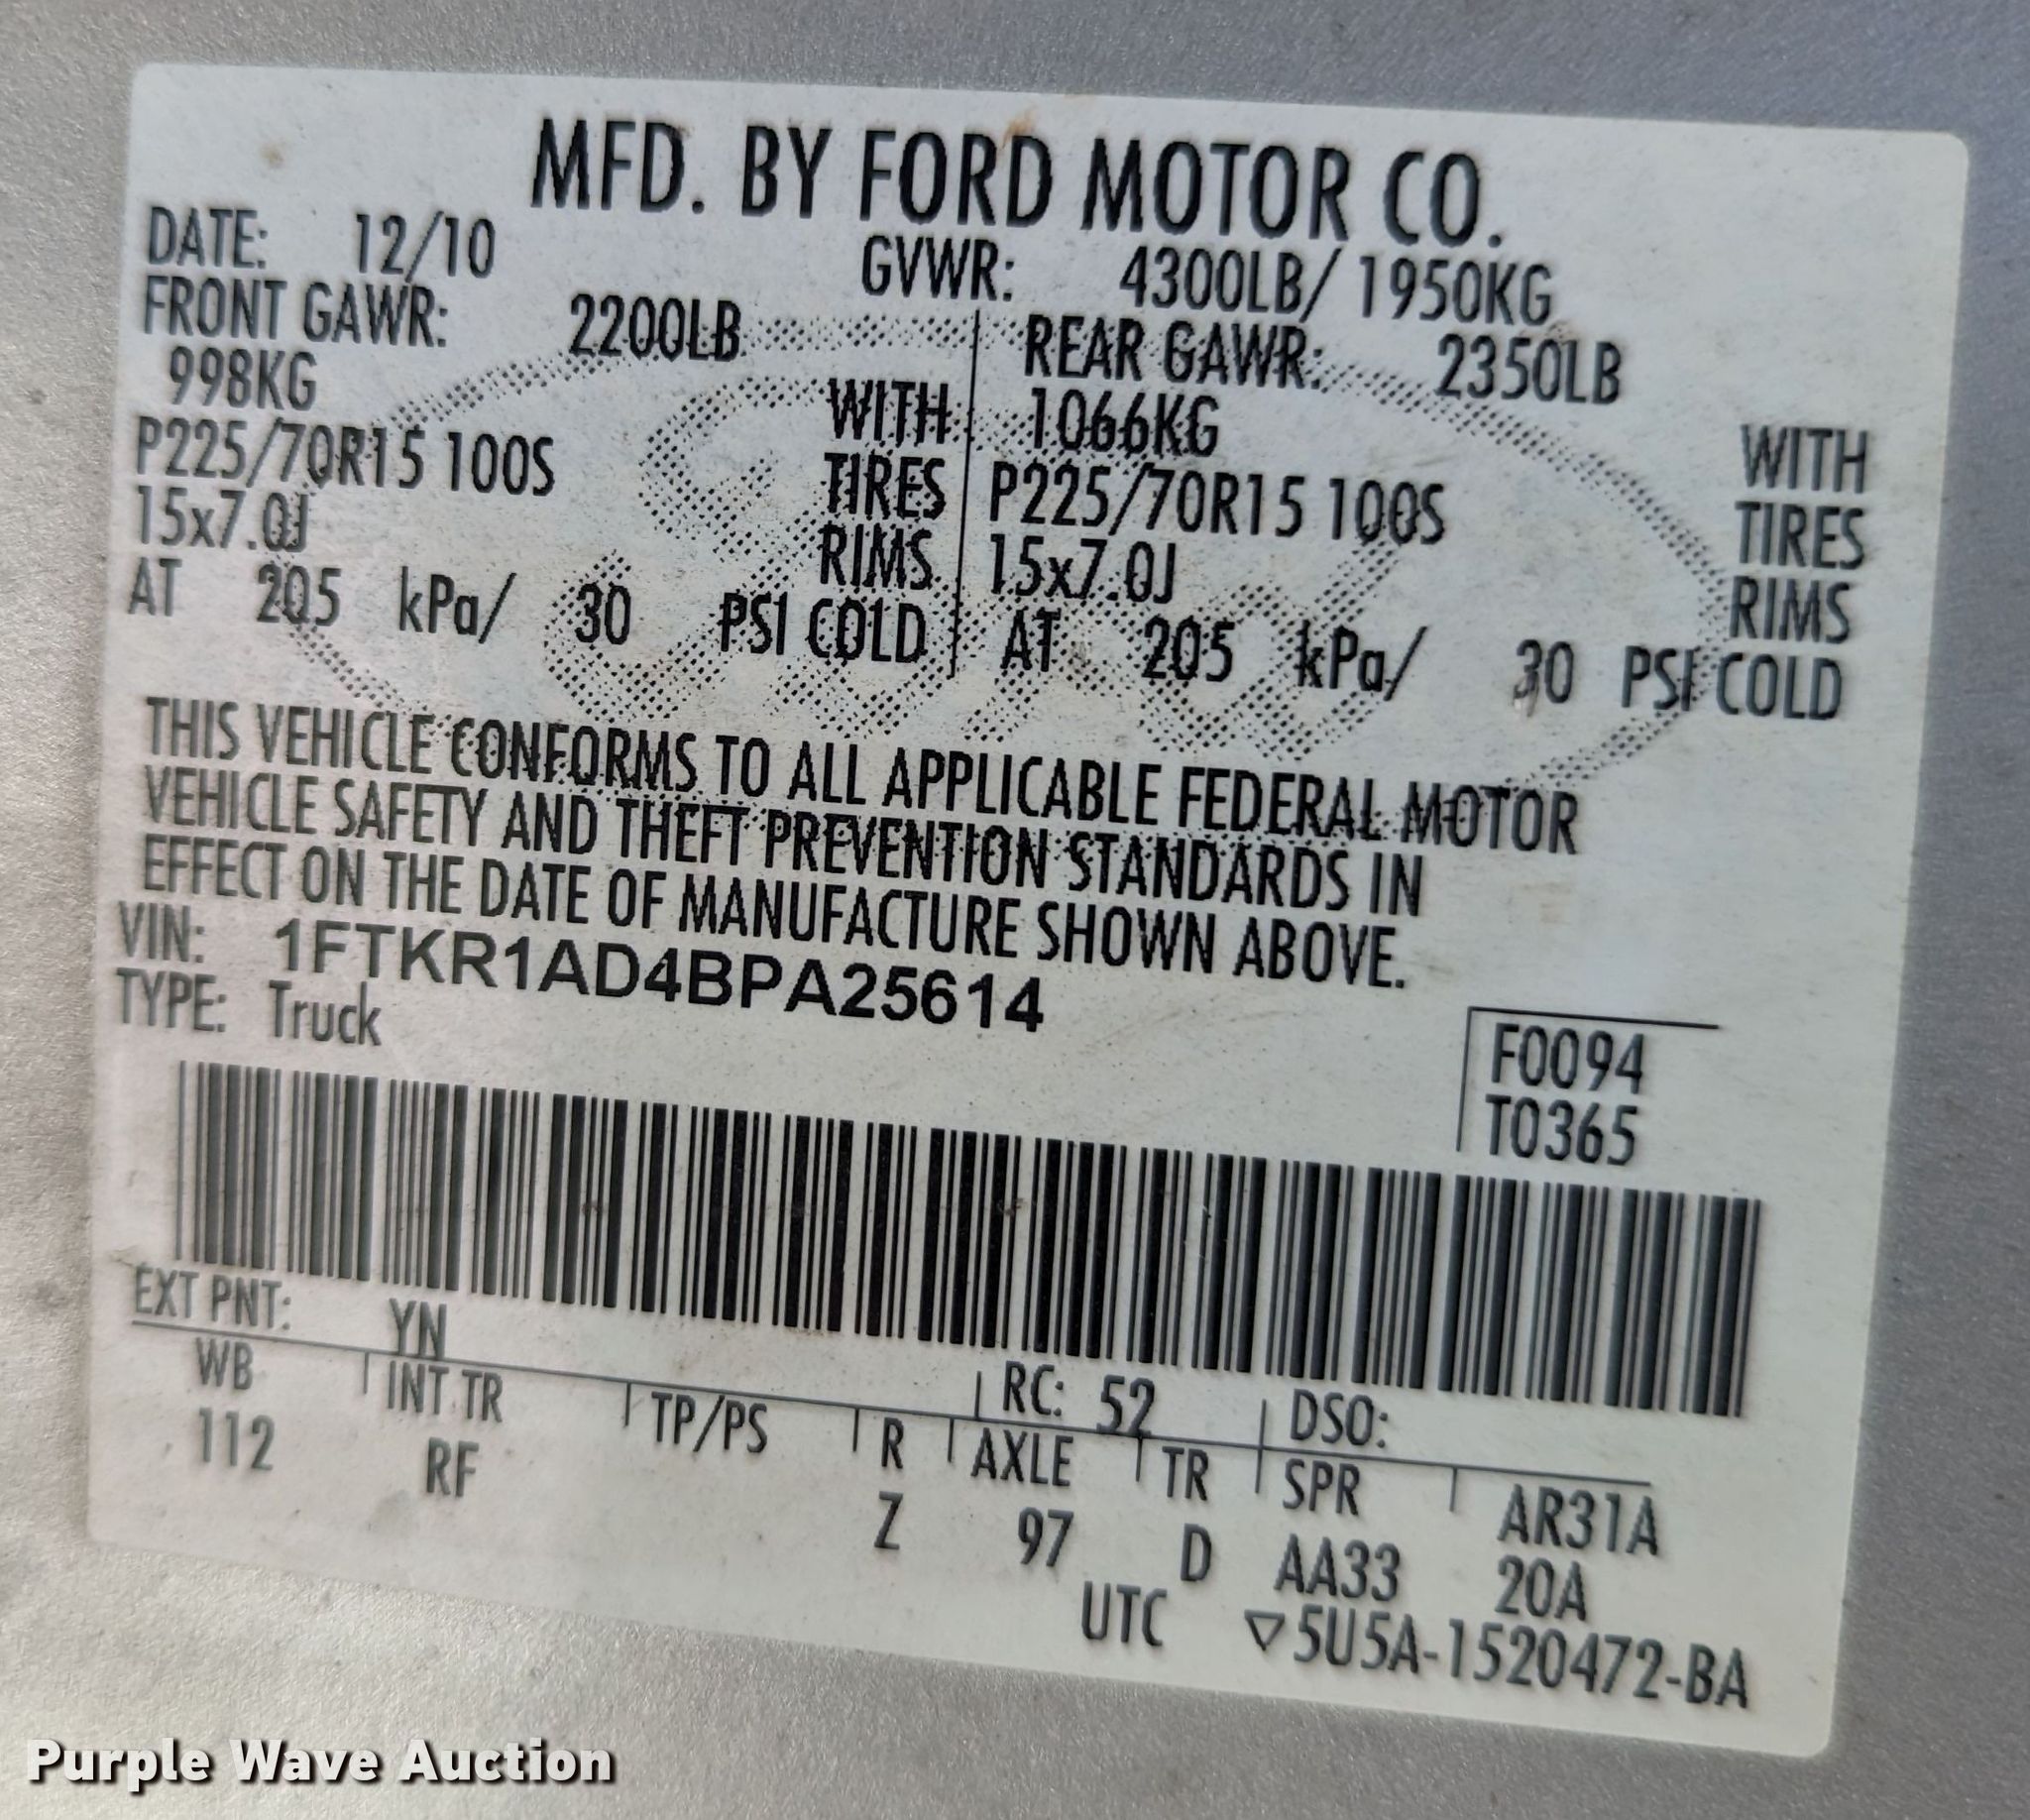 MFD. BY FORD MOTOR CO.
DATE: 12/10 GVWR: 4300LB/ 1950KG
FRONT GAWR: 2200LB REAR GAWR: 2350LB
998KG WITH 1066KG WITH
P225/70R15 100S TIRES P225/70R15 100S TIRES
15x7.0J RIMS 15x7.0J RIMS
AT 205 kPa/ 30 PSI COLD AT 205 kPa/ 30 PSI COLD
THIS VEHICLE CONFORMS TO ALL APPLICABLE FEDERAL MOTOR
VEHICLE SAFETY AND THEFT PREVENTION STANDARDS IN
EFFECT ON THE DATE OF MANUFACTURE SHOWN ABOVE.
VIN: 1FTKR1AD4BPA25614
TYPE: Truck
F0094
T0365
EXT PNT: YN RC: 52 DSO:
WB INT TR TP/PS R AXLE TR SPR AR31A
112 RF Z 97 D AA33 20A
UTC ▽5U5A-1520472-BA
Purple Wave Auction